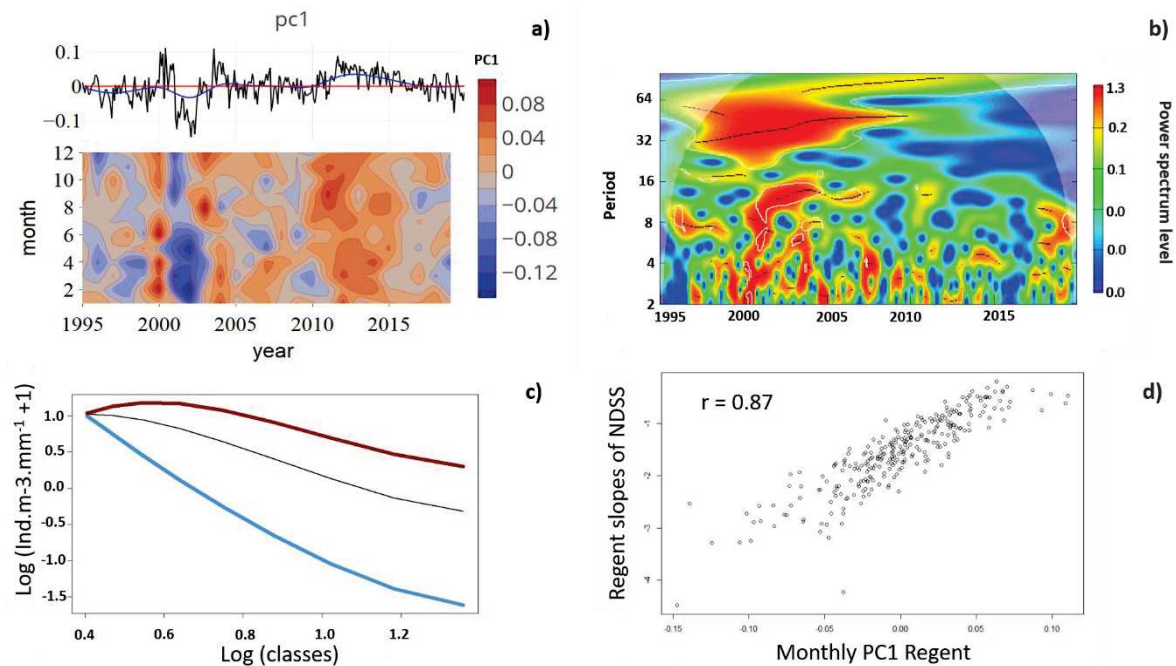 pc1
a)
0.1
0
−0.1
PC1
0.08
0.04
0
−0.04
−0.08
−0.12
12
10
8
6
4
2
month
1995 2000 2005 2010 2015
year
b)
64
32
16
8
4
2
Period
1995 2000 2005 2010 2015
1.3
0.2
0.1
0.0
0.0
0.0
Power spectrum level
c)
1.0
0.5
0.0
-0.5
-1.0
-1.5
Log (Ind.m-3.mm⁻¹ +1)
0.4 0.6 0.8 1.0 1.2
Log (classes)
d)
r = 0.87
-1
-2
-3
-4
Regent slopes of NDSS
-0.15 -0.10 -0.05 0.00 0.05 0.10
Monthly PC1 Regent